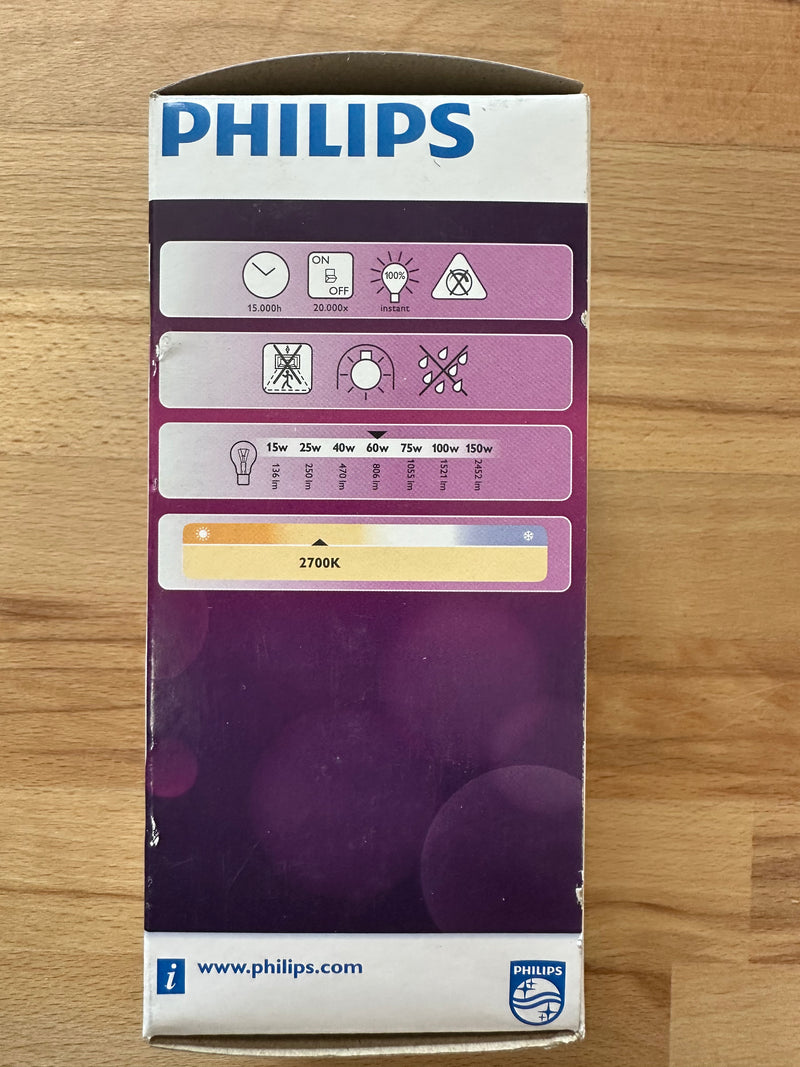 PHILIPS
ON
OFF
100%
15.000h 20.000x instant
15w 25w 40w 60w 75w 100w 150w
136 lm 250 lm 470 lm 806 lm 1055 lm 1521 lm 2452 lm
2700K
i www.philips.com
PHILIPS